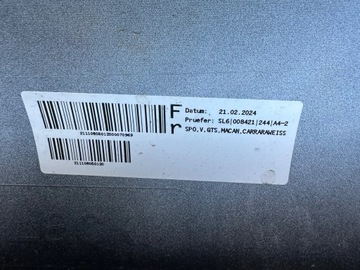 Fr
Datum: 21.02.2024
Pruefer: SL6|008421|244|A4-2
SPO.V.GTS.MACAN.CARRARAWEISS